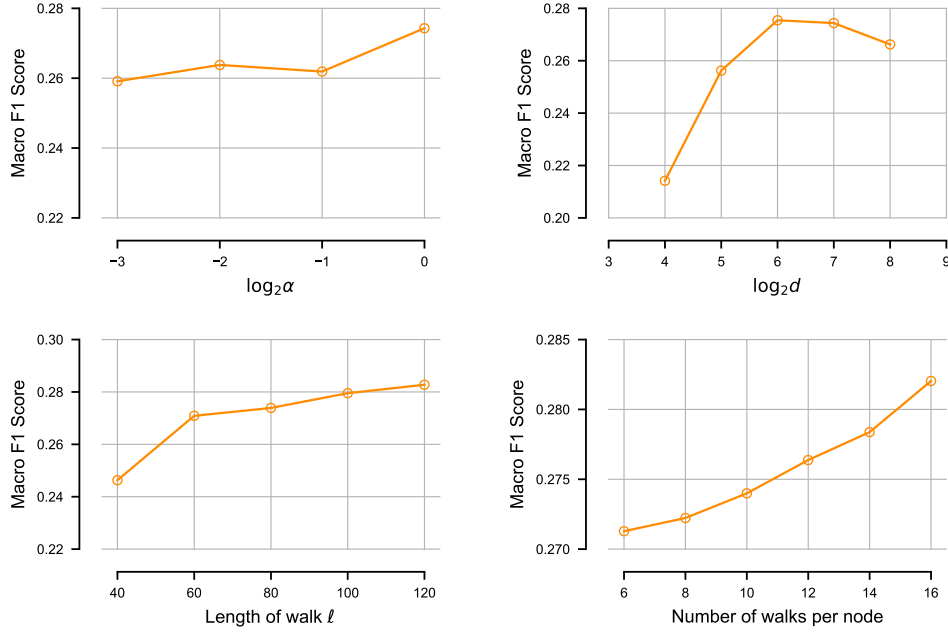 Macro F1 Score
0.28
0.26
0.24
0.22
−3 −2 −1 0
log₂α
Macro F1 Score
0.28
0.26
0.24
0.22
0.20
3 4 5 6 7 8 9
log₂d
Macro F1 Score
0.30
0.28
0.26
0.24
0.22
40 60 80 100 120
Length of walk ℓ
Macro F1 Score
0.285
0.280
0.275
0.270
6 8 10 12 14 16
Number of walks per node